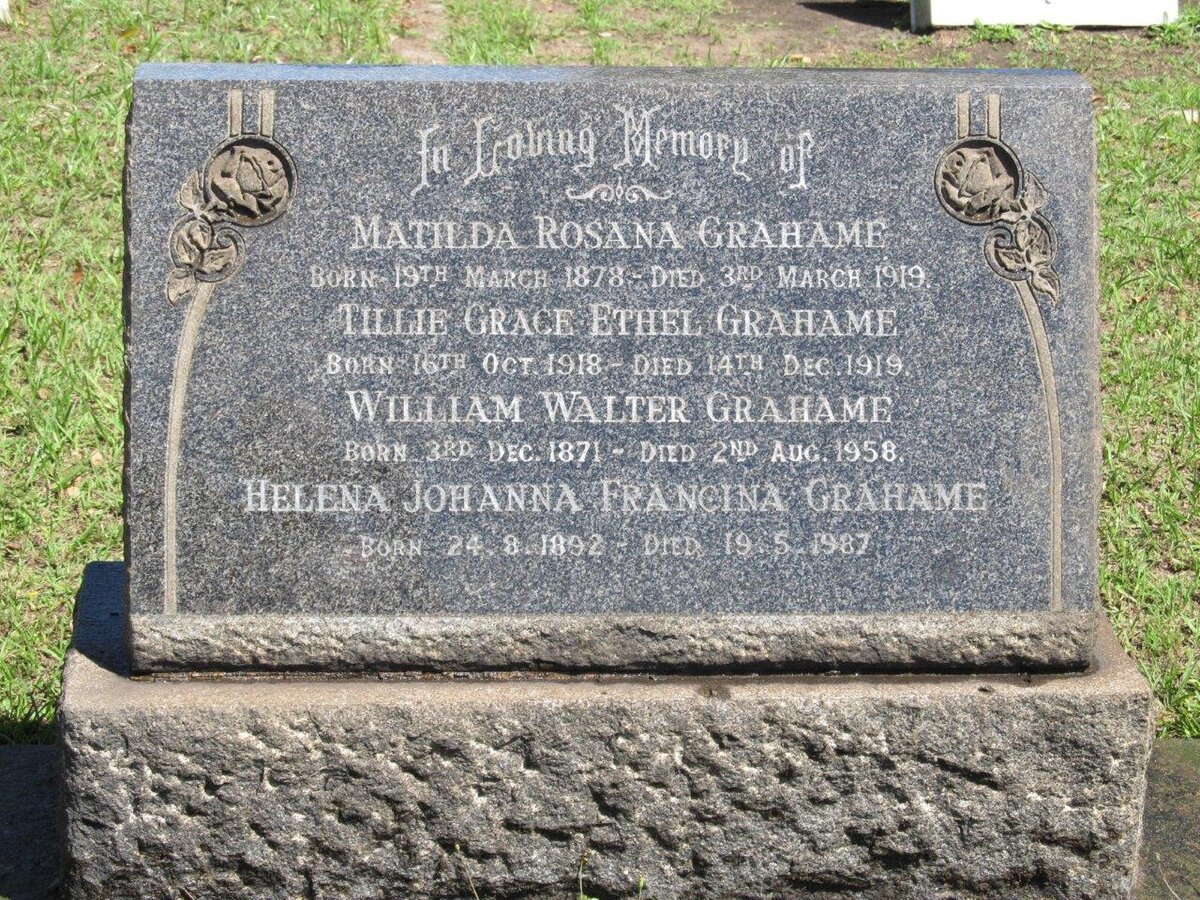 In Loving Memory of
MATILDA ROSANA GRAHAME
BORN 19TH MARCH 1878 - DIED 3RD MARCH 1919.
TILLIE GRACE ETHEL GRAHAME
BORN 16TH OCT. 1918 - DIED 14TH DEC. 1919.
WILLIAM WALTER GRAHAME
BORN 3RD DEC. 1871 - DIED 2ND AUG. 1958.
HELENA JOHANNA FRANCINA GRAHAME
BORN 24.8.1892 - DIED 19.5.1987